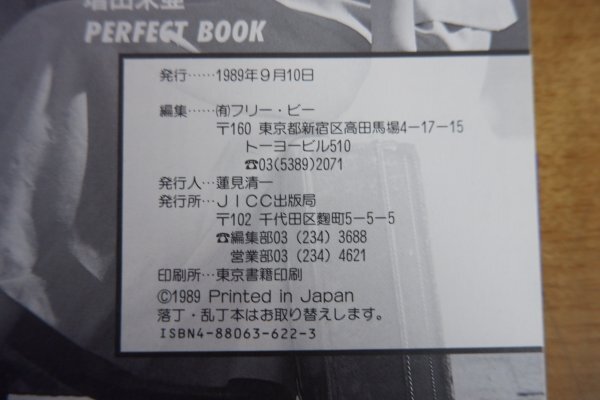 増田未亜
PERFECT BOOK
発行……1989年9月10日
編集……㈲フリー・ビー
〒160 東京都新宿区高田馬場4-17-15
トーヨービル510
☎03(5389)2071
発行人…蓮見清一
発行所…JICC出版局
〒102 千代田区麴町5-5-5
☎編集部03 (234) 3688
営業部03 (234) 4621
印刷所…東京書籍印刷
©1989 Printed in Japan
落丁・乱丁本はお取り替えします。
ISBN4-88063-622-3